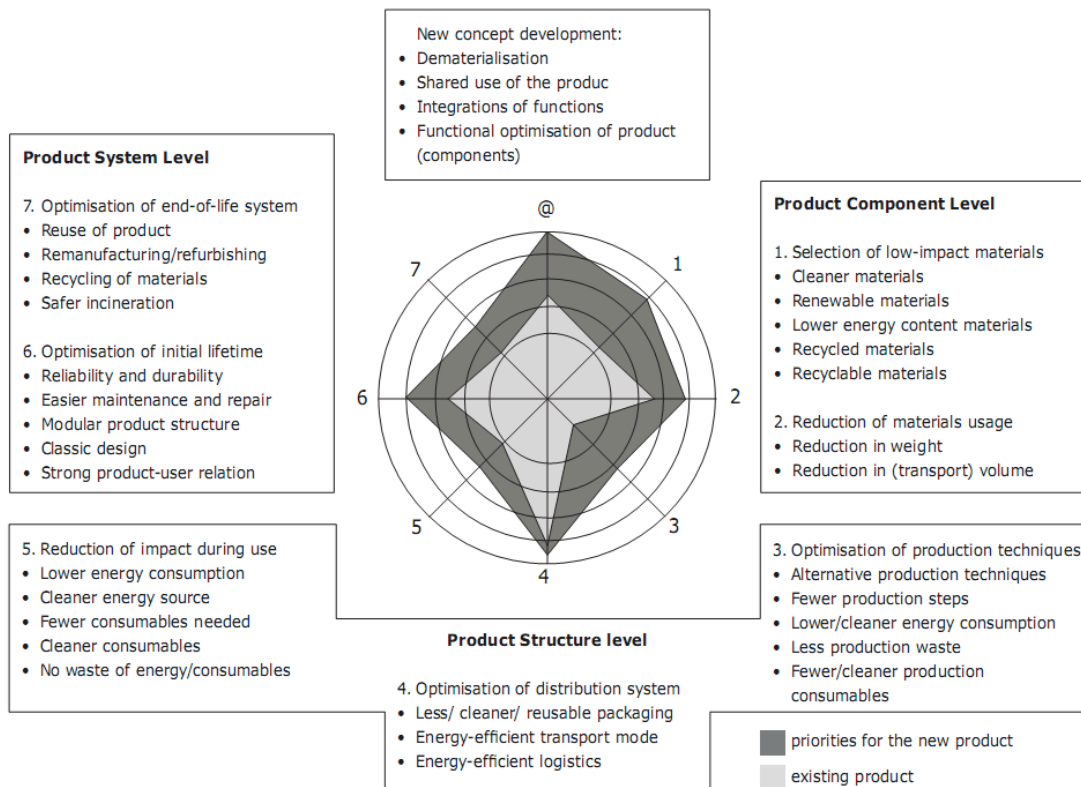 New concept development:
• Dematerialisation
• Shared use of the produc
• Integrations of functions
• Functional optimisation of product
(components)
Product System Level
7. Optimisation of end-of-life system
• Reuse of product
• Remanufacturing/refurbishing
• Recycling of materials
• Safer incineration
6. Optimisation of initial lifetime
• Reliability and durability
• Easier maintenance and repair
• Modular product structure
• Classic design
• Strong product-user relation
@
1
2
3
4
5
6
7
Product Component Level
1. Selection of low-impact materials
• Cleaner materials
• Renewable materials
• Lower energy content materials
• Recycled materials
• Recyclable materials
2. Reduction of materials usage
• Reduction in weight
• Reduction in (transport) volume
5. Reduction of impact during use
• Lower energy consumption
• Cleaner energy source
• Fewer consumables needed
• Cleaner consumables
• No waste of energy/consumables
Product Structure level
4. Optimisation of distribution system
• Less/ cleaner/ reusable packaging
• Energy-efficient transport mode
• Energy-efficient logistics
3. Optimisation of production techniques
• Alternative production techniques
• Fewer production steps
• Lower/cleaner energy consumption
• Less production waste
• Fewer/cleaner production
consumables
priorities for the new product
existing product